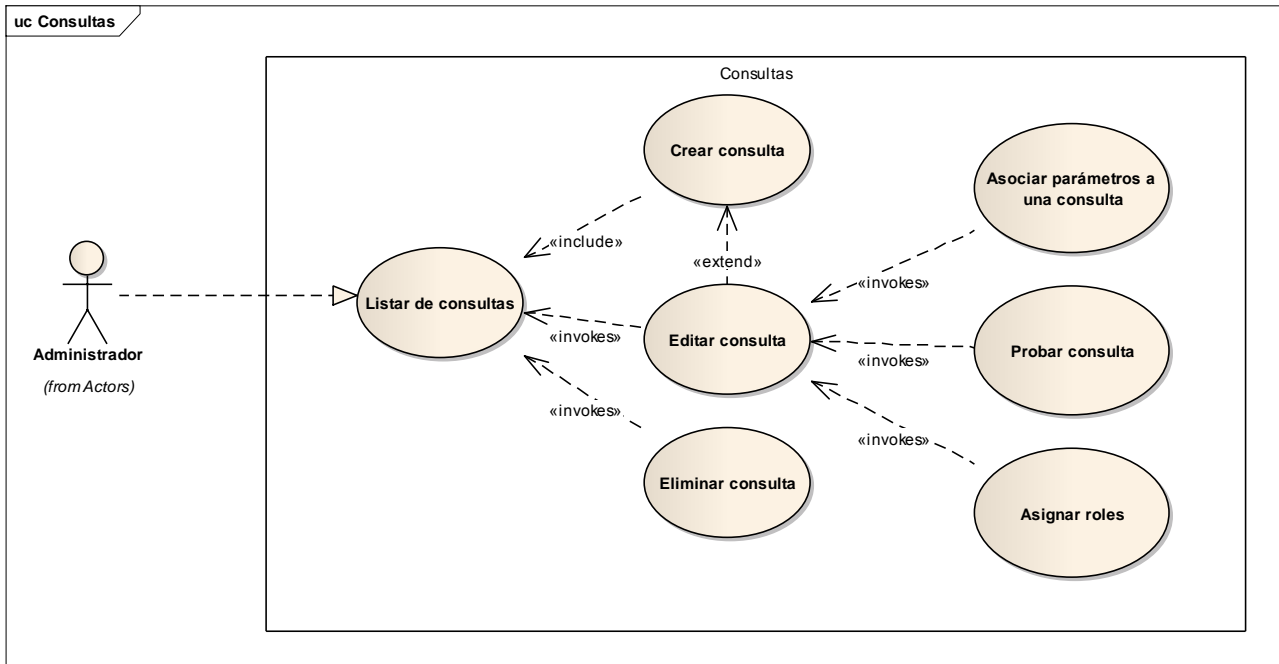 uc Consultas
Consultas
Crear consulta
Asociar parámetros a
una consulta
«include»
«extend»
«invokes»
Listar de consultas
Editar consulta
Probar consulta
«invokes»
«invokes»
Administrador
(from Actors)
«invokes»
«invokes»
Eliminar consulta
Asignar roles